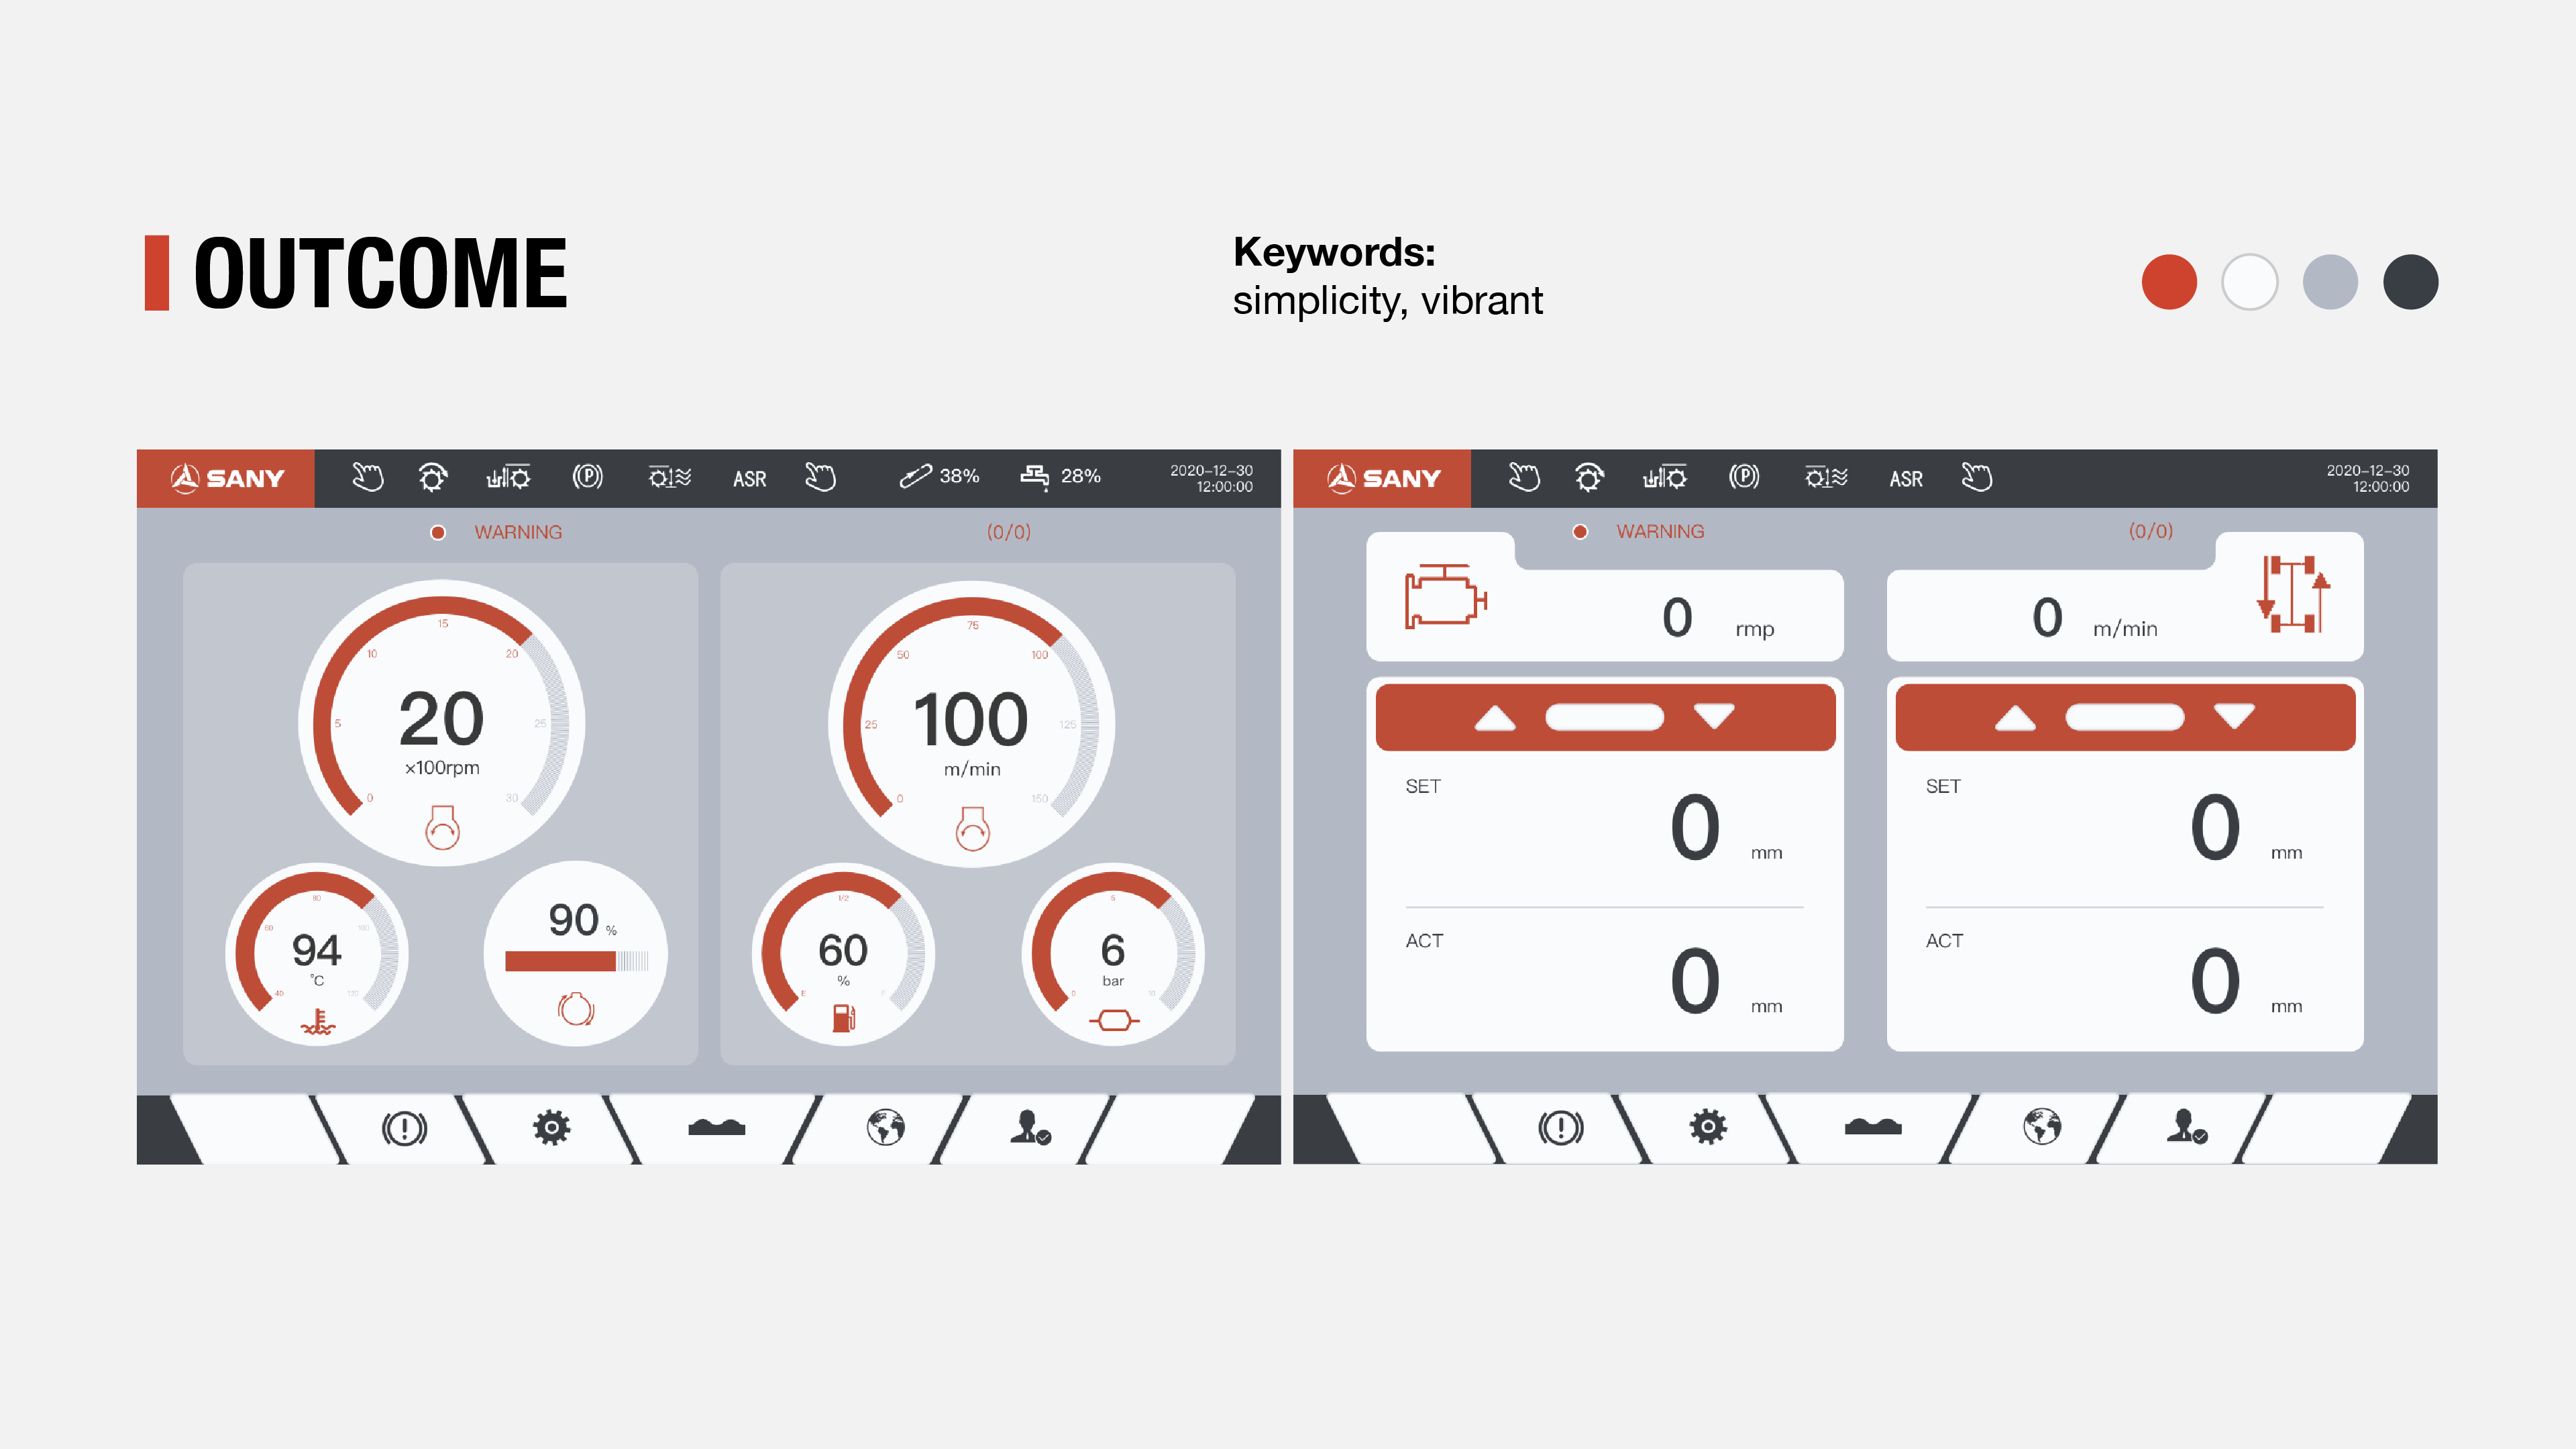 OUTCOME
Keywords:
simplicity, vibrant
SANY
ASR
38%
28%
2020-12-30
12:00:00
WARNING
(0/0)
15
10
20
5
25
0
30
20
×100rpm
75
50
100
25
125
0
150
100
m/min
80
60
100
40
120
94
°C
90 %
1/2
E
F
60
%
5
0
10
6
bar
SANY
ASR
2020-12-30
12:00:00
WARNING
(0/0)
0 rmp
0 m/min
SET
0 mm
ACT
0 mm
SET
0 mm
ACT
0 mm